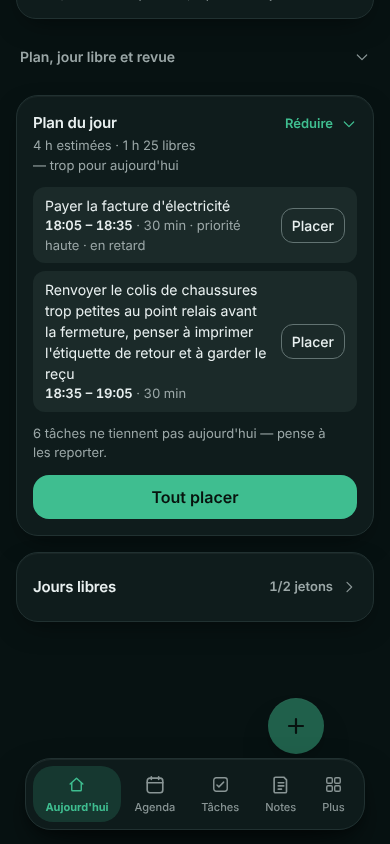 Plan, jour libre et revue
Plan du jour
Réduire
4 h estimées · 1 h 25 libres
— trop pour aujourd'hui
Payer la facture d'électricité
18:05 – 18:35 · 30 min · priorité
haute · en retard
Placer
Renvoyer le colis de chaussures
trop petites au point relais avant
la fermeture, penser à imprimer
l'étiquette de retour et à garder le
reçu
18:35 – 19:05 · 30 min
Placer
6 tâches ne tiennent pas aujourd'hui — pense à
les reporter.
Tout placer
Jours libres
1/2 jetons
Aujourd'hui
Agenda
Tâches
Notes
Plus